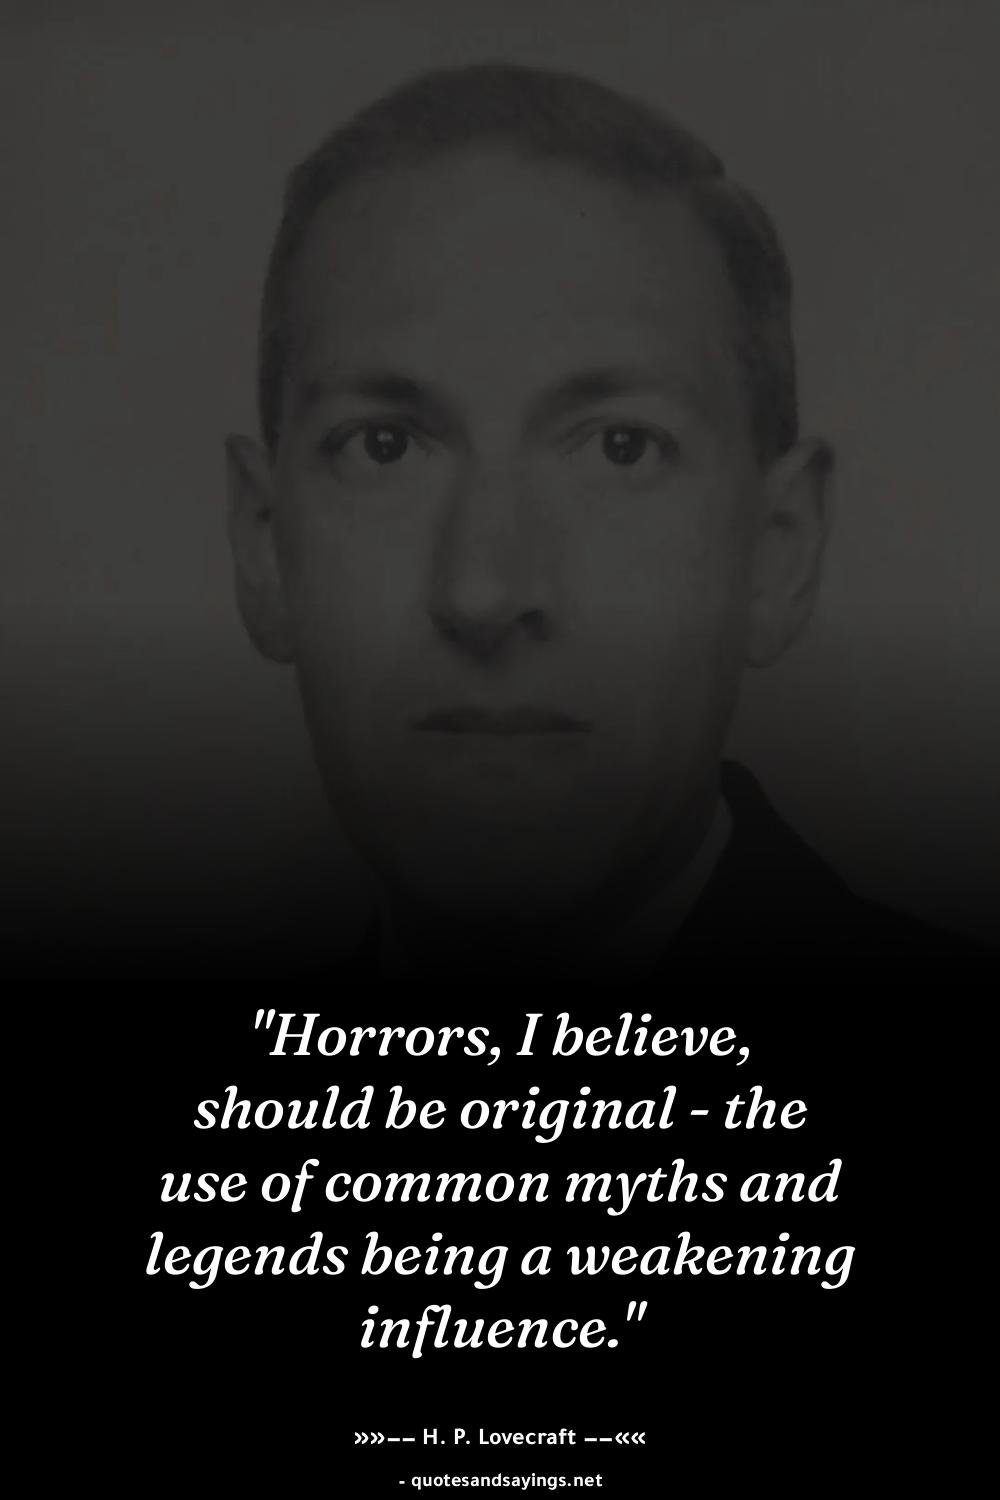 "Horrors, I believe,
should be original - the
use of common myths and
legends being a weakening
influence."
»»−− H. P. Lovecraft −−««
- quotesandsayings.net